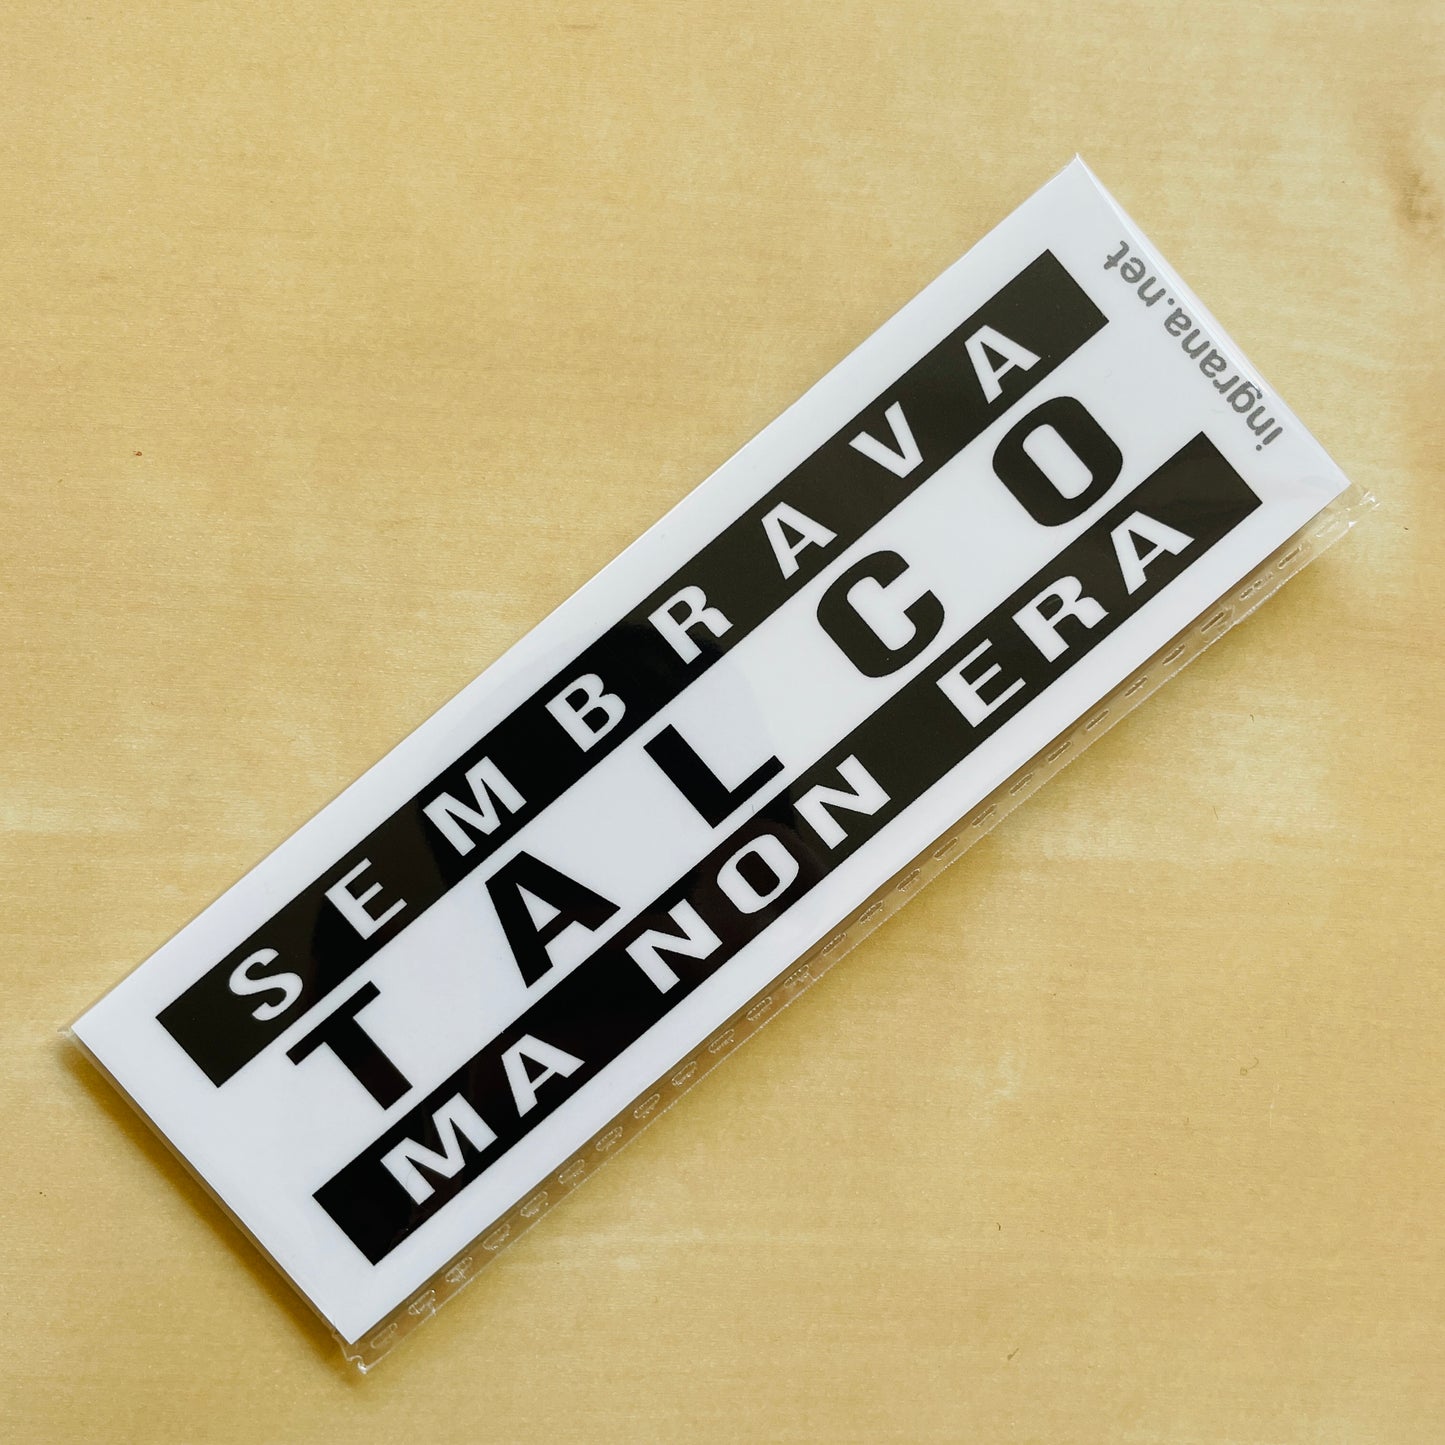 SEMBRAVA
TALCO
MA NON ERA
ingrana.net